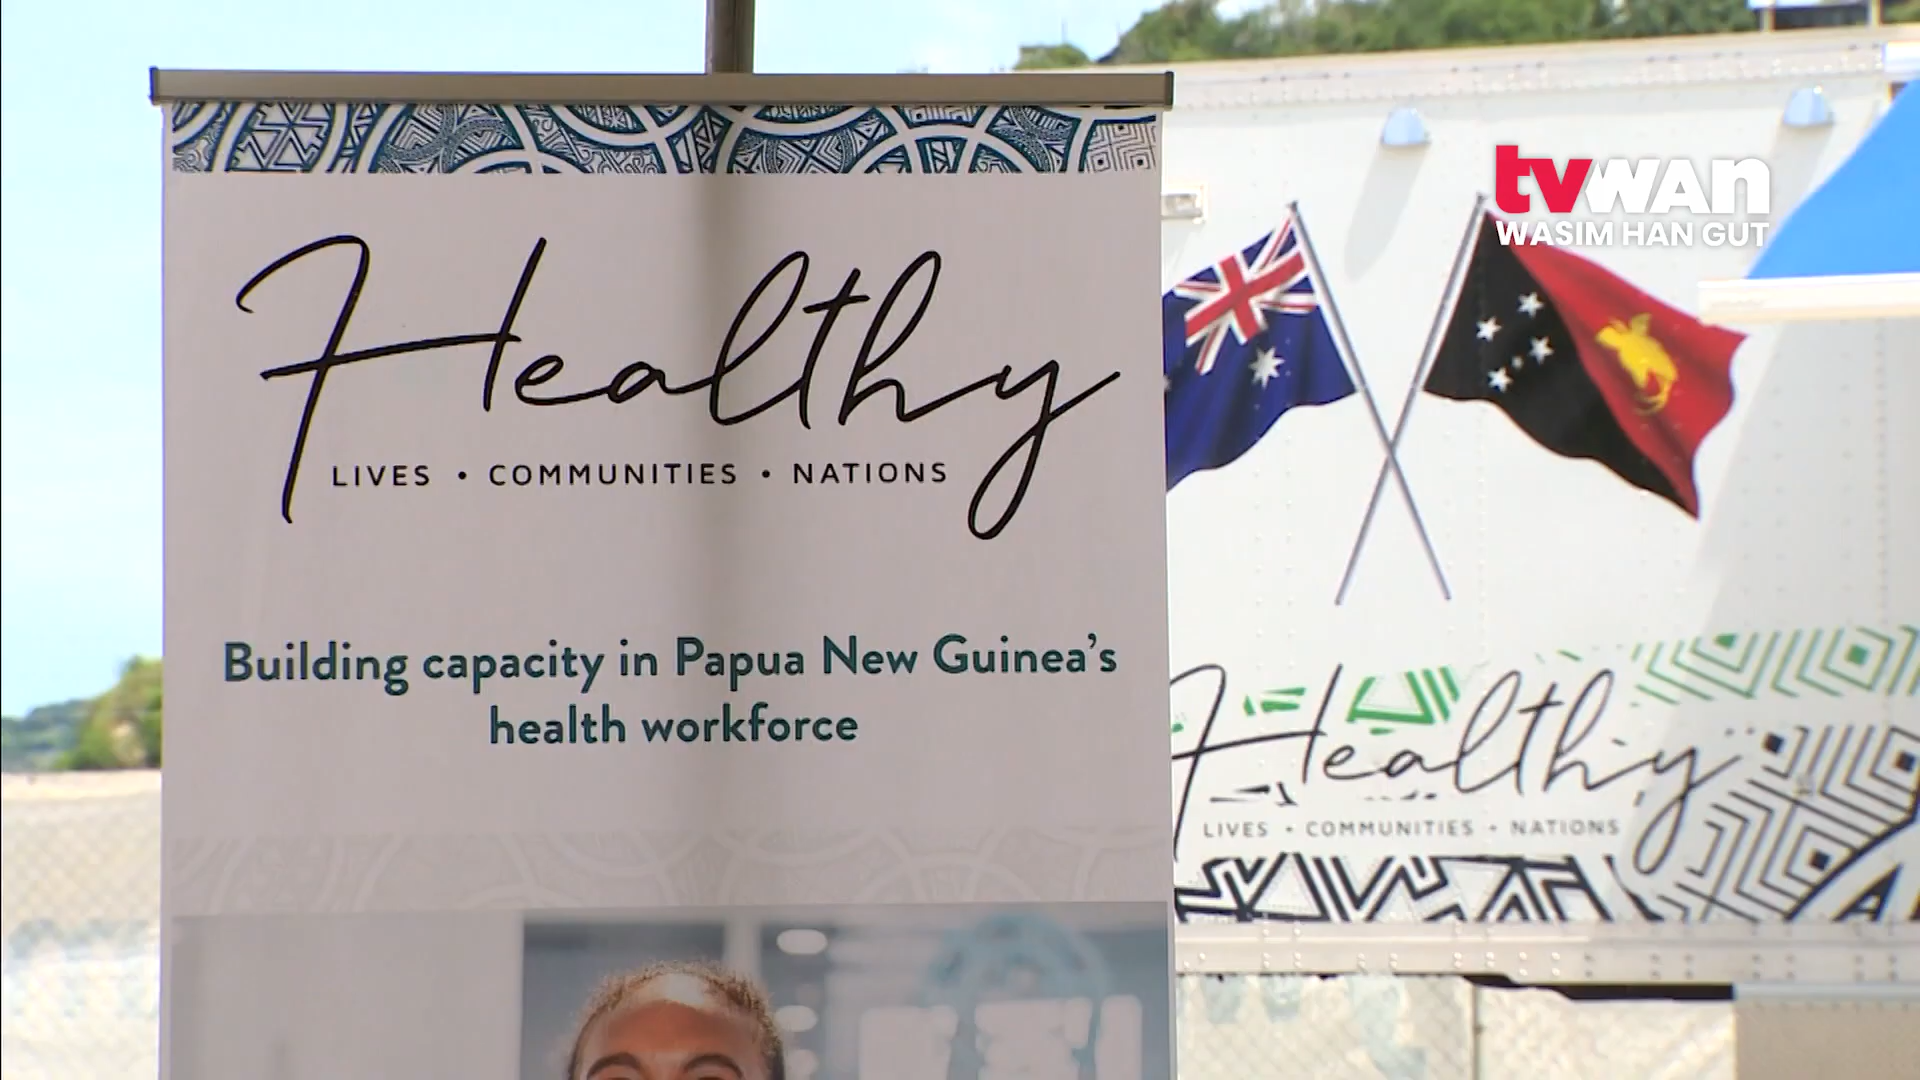 Healthy
LIVES • COMMUNITIES • NATIONS
Building capacity in Papua New Guinea's
health workforce
tvwan
WASIM HAN GUT
Healthy
LIVES • COMMUNITIES • NATIONS